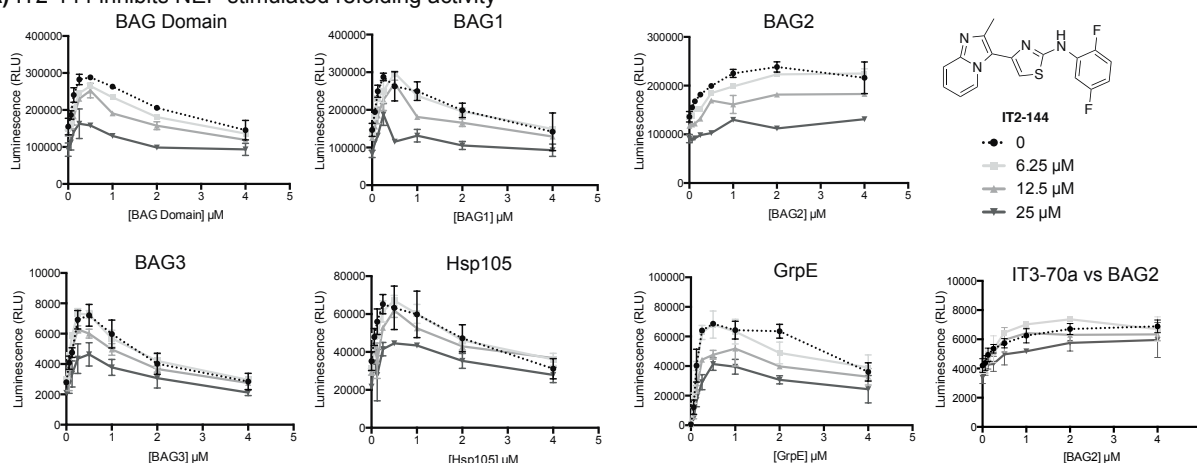 IT2-144 inhibits NEF-stimulated refolding activity
BAG Domain
Luminescence (RLU)
400000
300000
200000
100000
0
0 1 2 3 4 5
[BAG Domain] µM
BAG1
Luminescence (RLU)
400000
300000
200000
100000
0
0 1 2 3 4 5
[BAG1] µM
BAG2
Luminescence (RLU)
300000
200000
100000
0
0 1 2 3 4 5
[BAG2] µM
N
N
N
S
H
N
F
F
IT2-144
0
6.25 µM
12.5 µM
25 µM
BAG3
Luminescence (RLU)
10000
8000
6000
4000
2000
0
0 1 2 3 4 5
[BAG3] µM
Hsp105
Luminescence (RLU)
80000
60000
40000
20000
0
0 1 2 3 4 5
[Hsp105] µM
GrpE
Luminescence (RLU)
100000
80000
60000
40000
20000
0
0 1 2 3 4 5
[GrpE] µM
IT3-70a vs BAG2
Luminescence (RLU)
10000
8000
6000
4000
2000
0
0 1 2 3 4 5
[BAG2] µM